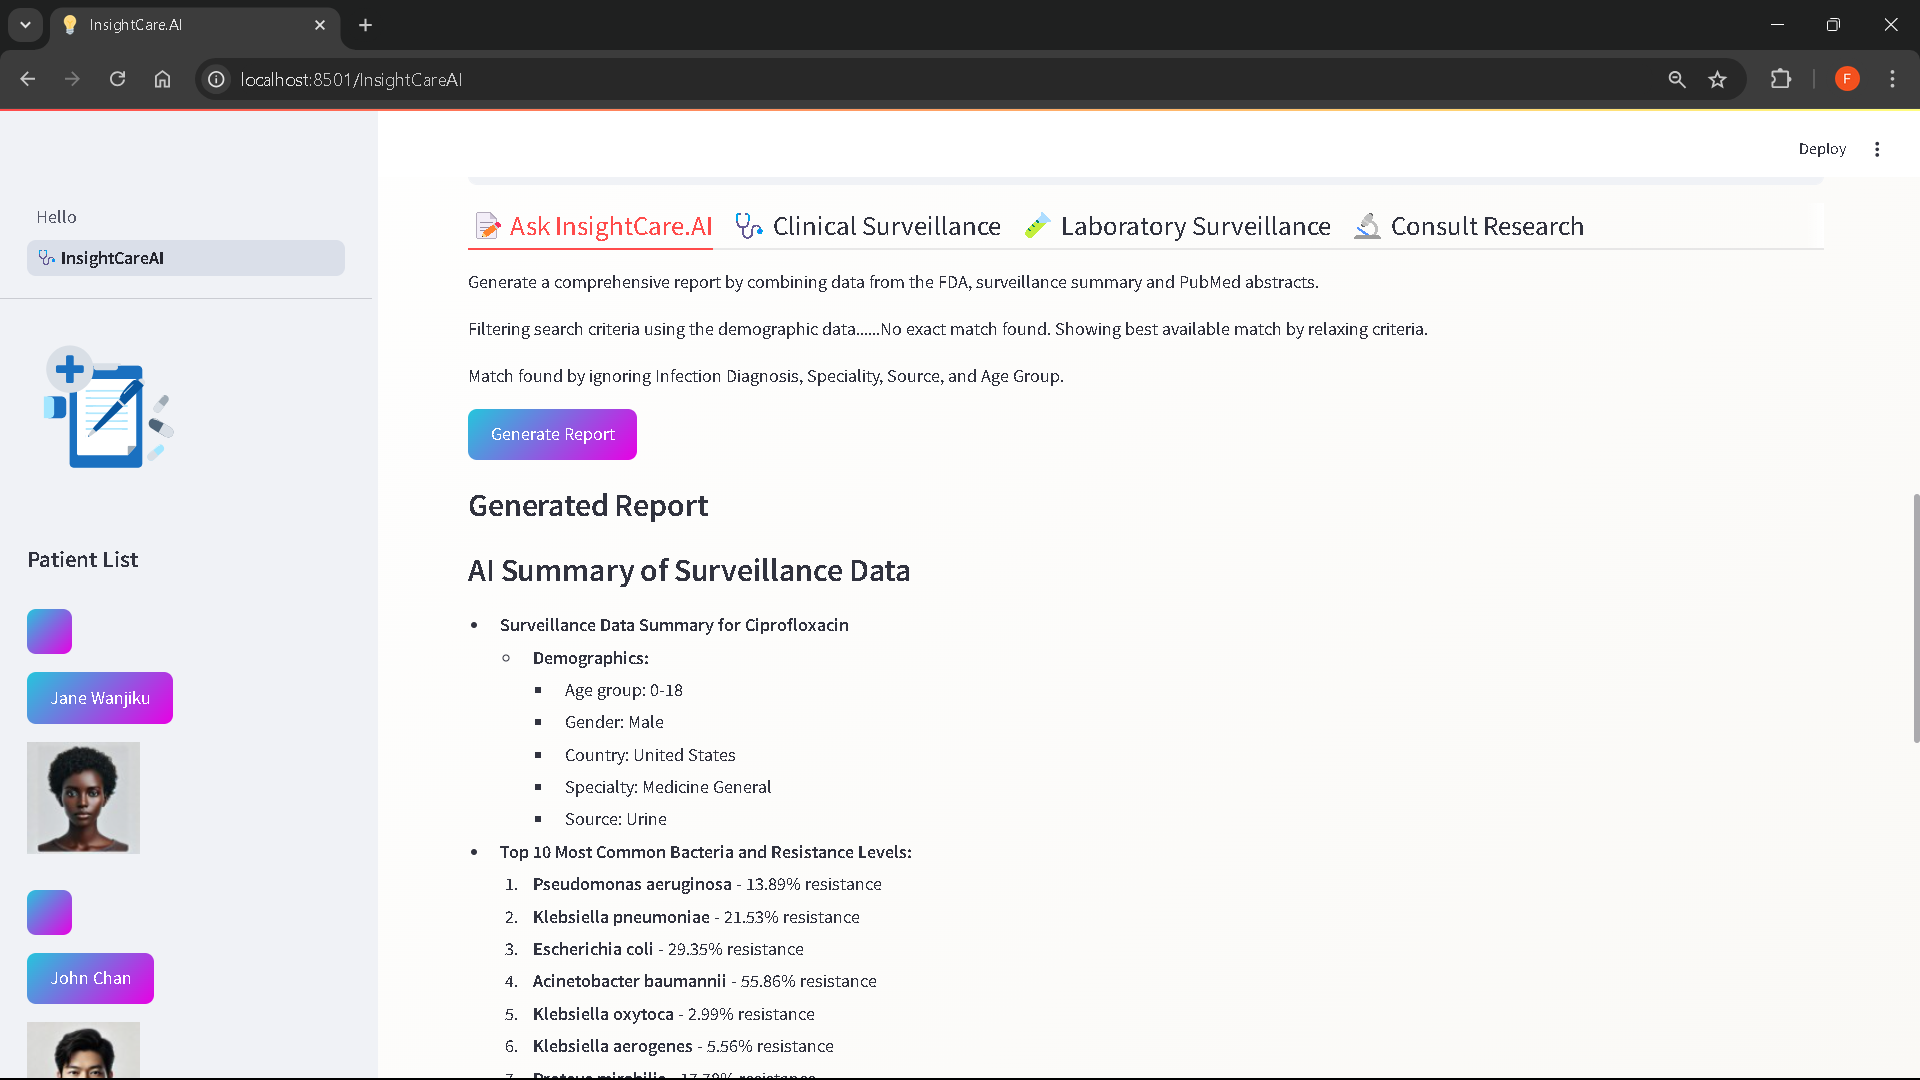 InsightCare.AI
localhost:8501/InsightCareAI
F
Deploy
Hello
InsightCareAI
Patient List
Jane Wanjiku
John Chan
Ask InsightCare.AI
Clinical Surveillance
Laboratory Surveillance
Consult Research
Generate a comprehensive report by combining data from the FDA, surveillance summary and PubMed abstracts.
Filtering search criteria using the demographic data......No exact match found. Showing best available match by relaxing criteria.
Match found by ignoring Infection Diagnosis, Speciality, Source, and Age Group.
Generate Report
Generated Report
AI Summary of Surveillance Data
Surveillance Data Summary for Ciprofloxacin
Demographics:
Age group: 0-18
Gender: Male
Country: United States
Specialty: Medicine General
Source: Urine
Top 10 Most Common Bacteria and Resistance Levels:
1. Pseudomonas aeruginosa - 13.89% resistance
2. Klebsiella pneumoniae - 21.53% resistance
3. Escherichia coli - 29.35% resistance
4. Acinetobacter baumannii - 55.86% resistance
5. Klebsiella oxytoca - 2.99% resistance
6. Klebsiella aerogenes - 5.56% resistance